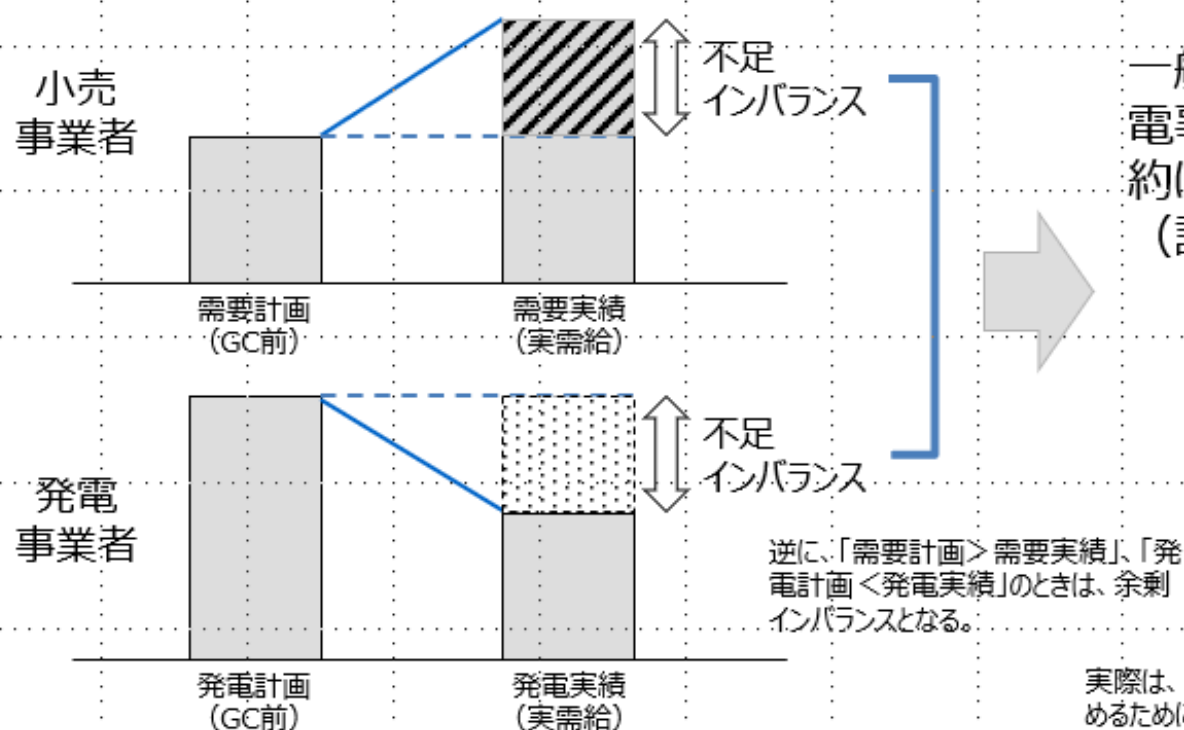 小売
事業者
不足
インバランス
需要計画
（GC前）
需要実績
（実需給）
一
電
約
発電
事業者
不足
インバランス
発電計画
（GC前）
発電実績
（実需給）
逆に、「需要計画＞需要実績」、「発
電計画＜発電実績」のときは、余剰
インバランスとなる。
実際は、
めるために